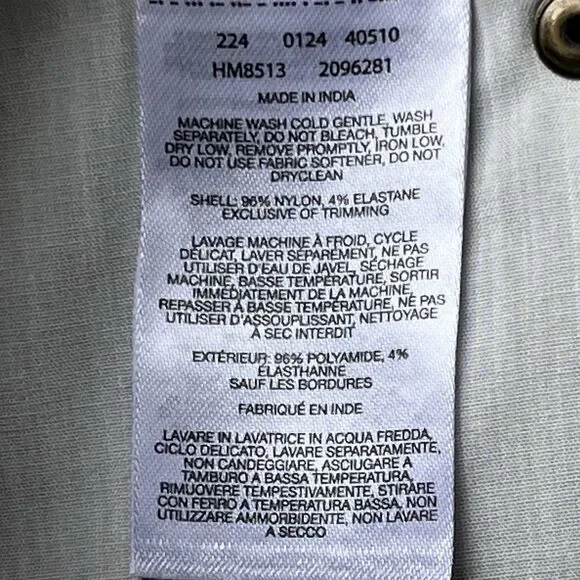 224 0124 40510
HM8513 2096281
MADE IN INDIA
MACHINE WASH COLD GENTLE, WASH
SEPARATELY, DO NOT BLEACH, TUMBLE
DRY LOW, REMOVE PROMPTLY, IRON LOW,
DO NOT USE FABRIC SOFTENER, DO NOT
DRYCLEAN
SHELL: 96% NYLON, 4% ELASTANE
EXCLUSIVE OF TRIMMING
LAVAGE MACHINE À FROID, CYCLE
DÉLICAT, LAVER SÉPARÉMENT, NE PAS
UTILISER D'EAU DE JAVEL, SÉCHAGE
MACHINE, BASSE TEMPÉRATURE, SORTIR
IMMÉDIATEMENT DE LA MACHINE,
REPASSER À BASSE TEMPÉRATURE, NE PAS
UTILISER D'ASSOUPLISSANT, NETTOYAGE
À SEC INTERDIT
EXTÉRIEUR: 96% POLYAMIDE, 4%
ÉLASTHANNE
SAUF LES BORDURES
FABRIQUÉ EN INDE
LAVARE IN LAVATRICE IN ACQUA FREDDA,
CICLO DELICATO, LAVARE SEPARATAMENTE,
NON CANDEGGIARE, ASCIUGARE A
TAMBURO A BASSA TEMPERATURA,
RIMUOVERE TEMPESTIVAMENTE, STIRARE
CON FERRO A TEMPERATURA BASSA, NON
UTILIZZARE AMMORBIDENTE, NON LAVARE
A SECCO